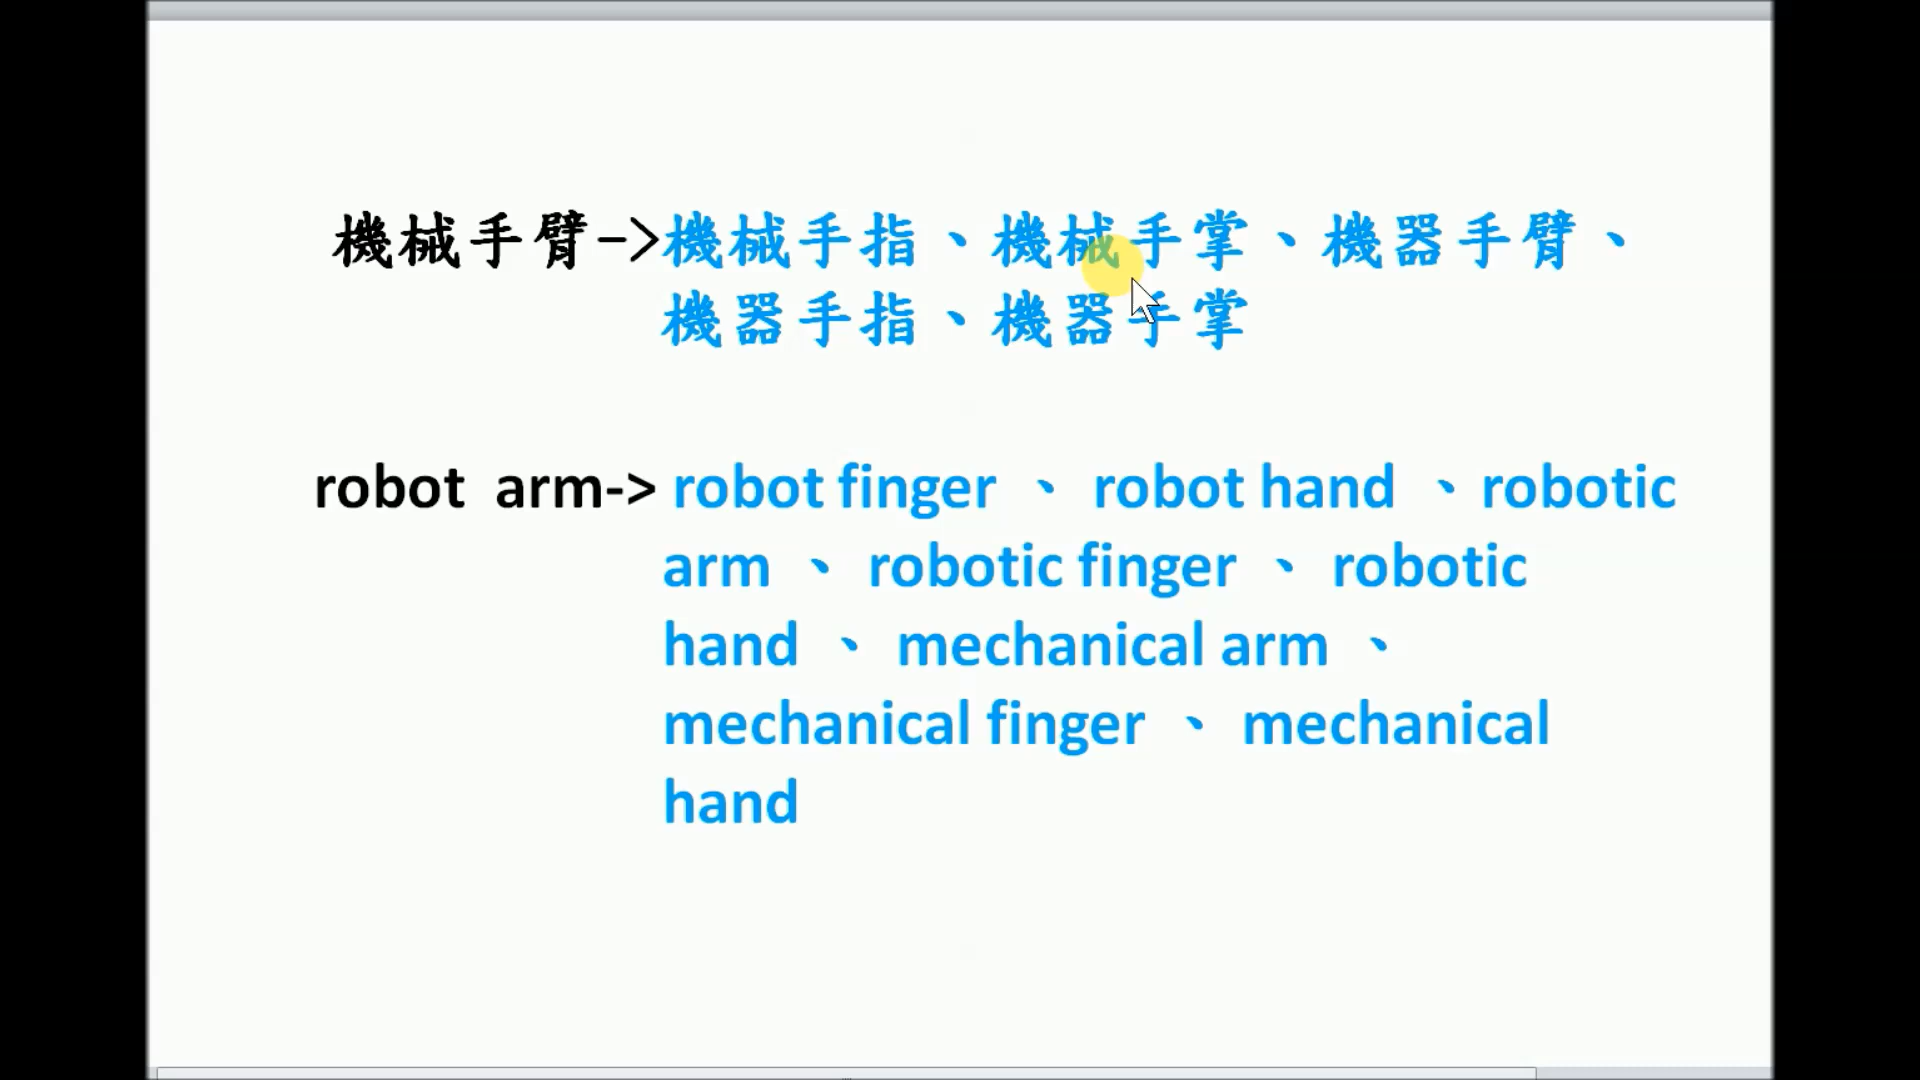 機械手臂->機械手指、機械手掌、機器手臂、
機器手指、機器手掌
robot arm-> robot finger 、 robot hand 、robotic
arm 、 robotic finger 、 robotic
hand 、 mechanical arm 、
mechanical finger 、 mechanical
hand